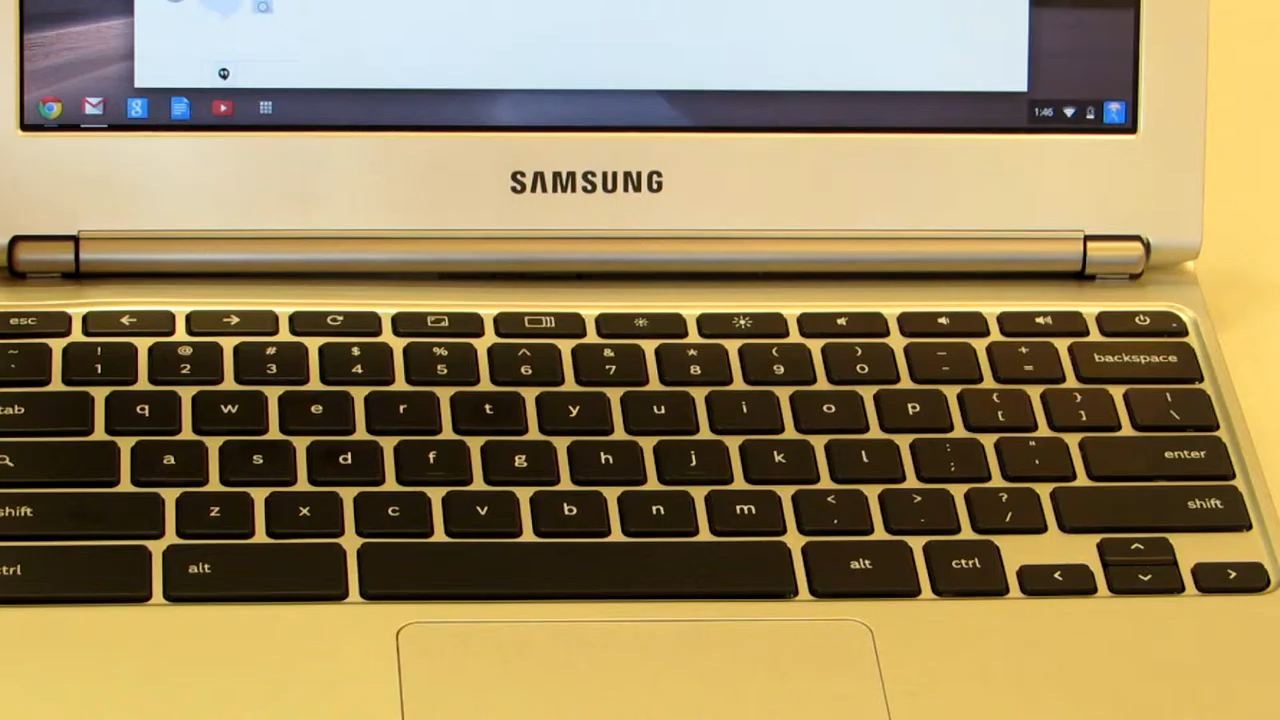 8
1:46
SAMSUNG
esc
~ ! @ # $ % ^ & * ( ) _ +
` 1 2 3 4 5 6 7 8 9 0 - = backspace
tab q w e r t y u i o p { [ } ] | \
a s d f g h j k l : ; " ' enter
shift z x c v b n m < , > . ? / shift
ctrl alt alt ctrl